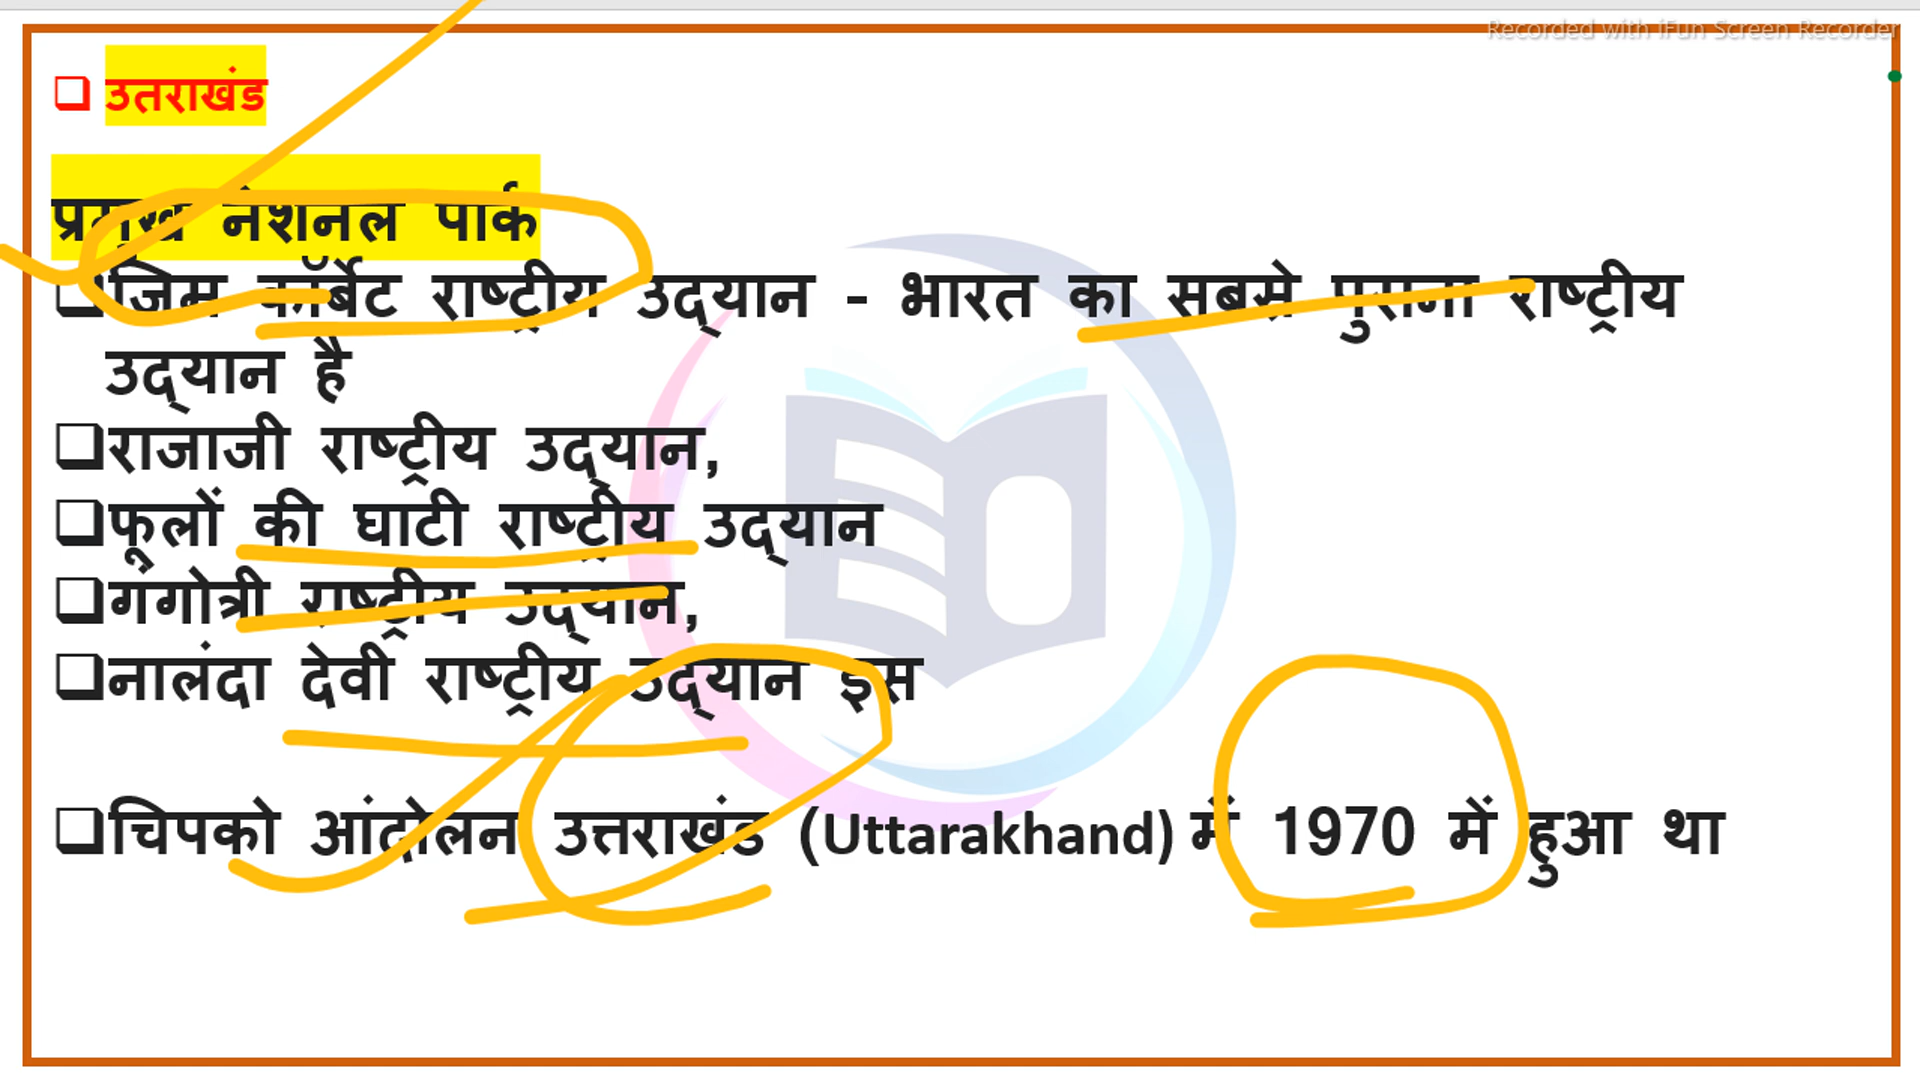 Recorded with iFun Screen Recorder
❑ उतराखंड
प्रमुख नेशनल पार्क
❑जिम कॉर्बेट राष्ट्रीय उद्यान - भारत का सबसे पुराना राष्ट्रीय
उद्यान है
❑राजाजी राष्ट्रीय उद्यान,
❑फूलों की घाटी राष्ट्रीय उद्यान
❑गंगोत्री राष्ट्रीय उद्यान,
❑नालंदा देवी राष्ट्रीय उद्यान इस
❑चिपको आंदोलन उत्तराखंड (Uttarakhand) में 1970 में हुआ था